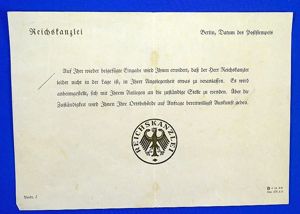 Reichskanzlei
Berlin, Datum des Poststempels
Auf Ihre wieder beigefügte Eingabe wird Ihnen erwidert, daß der Herr Reichskanzler
leider nicht in der Lage ist, in Ihrer Angelegenheit etwas zu veranlassen. Es wird
anheimgestellt, sich mit Ihrem Anliegen an die zuständige Stelle zu wenden. Über die
Zuständigkeit wird Ihnen Ihre Ortsbehörde auf Anfrage bereitwilligst Auskunft geben.
REICHSKANZLEI